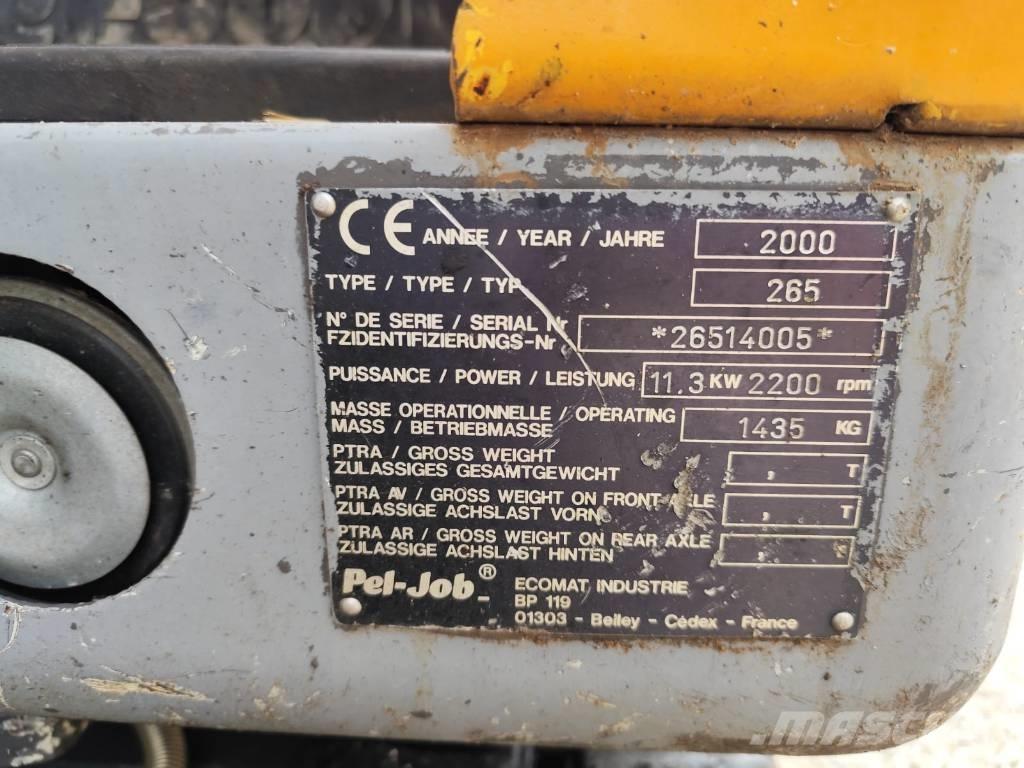 CE ANNEE / YEAR / JAHRE 2000
TYPE / TYPE / TYP 265
N° DE SERIE / SERIAL Nr
FZIDENTIFIZIERUNGS-Nr *26514005*
PUISSANCE / POWER / LEISTUNG 11.3 KW 2200 rpm
MASSE OPERATIONNELLE / OPERATING
MASS / BETRIEBMASSE 1435 KG
PTRA / GROSS WEIGHT
ZULASSIGES GESAMTGEWICHT , T
PTRA AV / GROSS WEIGHT ON FRONT AXLE
ZULASSIGE ACHSLAST VORN , T
PTRA AR / GROSS WEIGHT ON REAR AXLE
ZULASSIGE ACHSLAST HINTEN ,
Pel-Job® ECOMAT INDUSTRIE
BP 119
01303 - Belley - Cédex - France